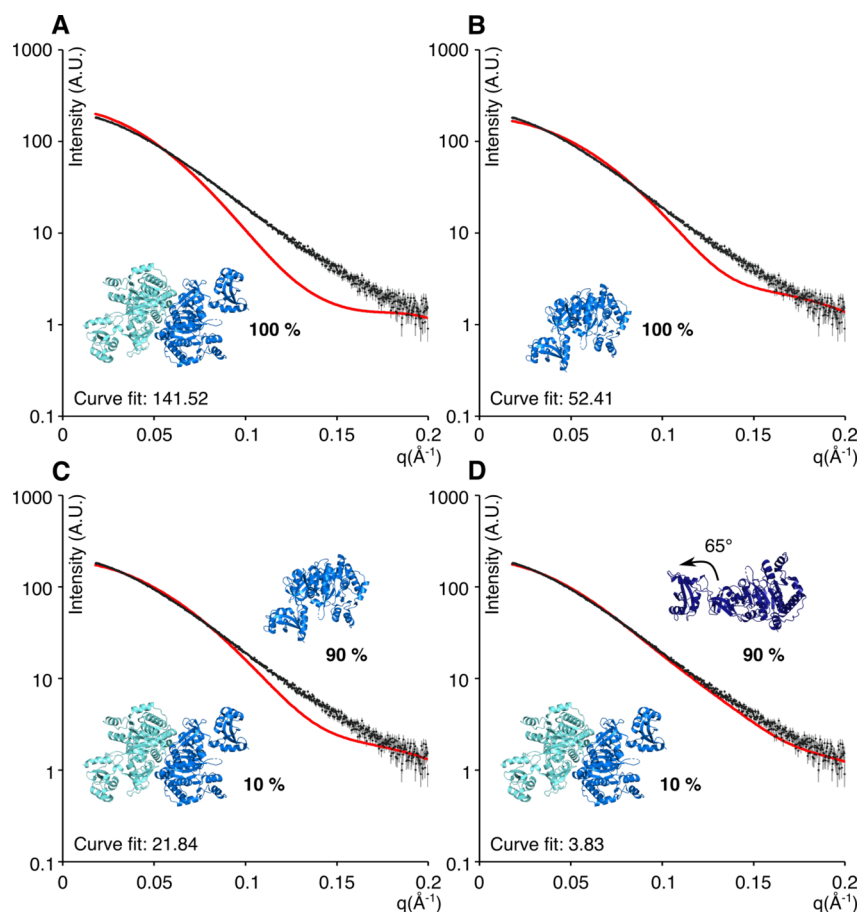 A
Intensity (A.U.)
1000
100
10
1
0.1
100 %
Curve fit: 141.52
0
0.05
0.1
0.15
0.2
q(Å⁻¹)
B
Intensity (A.U.)
1000
100
10
1
0.1
100 %
Curve fit: 52.41
0
0.05
0.1
0.15
0.2
q(Å⁻¹)
C
Intensity (A.U.)
1000
100
10
1
0.1
90 %
10 %
Curve fit: 21.84
0
0.05
0.1
0.15
0.2
q(Å⁻¹)
D
Intensity (A.U.)
1000
100
10
1
0.1
65°
90 %
10 %
Curve fit: 3.83
0
0.05
0.1
0.15
0.2
q(Å⁻¹)